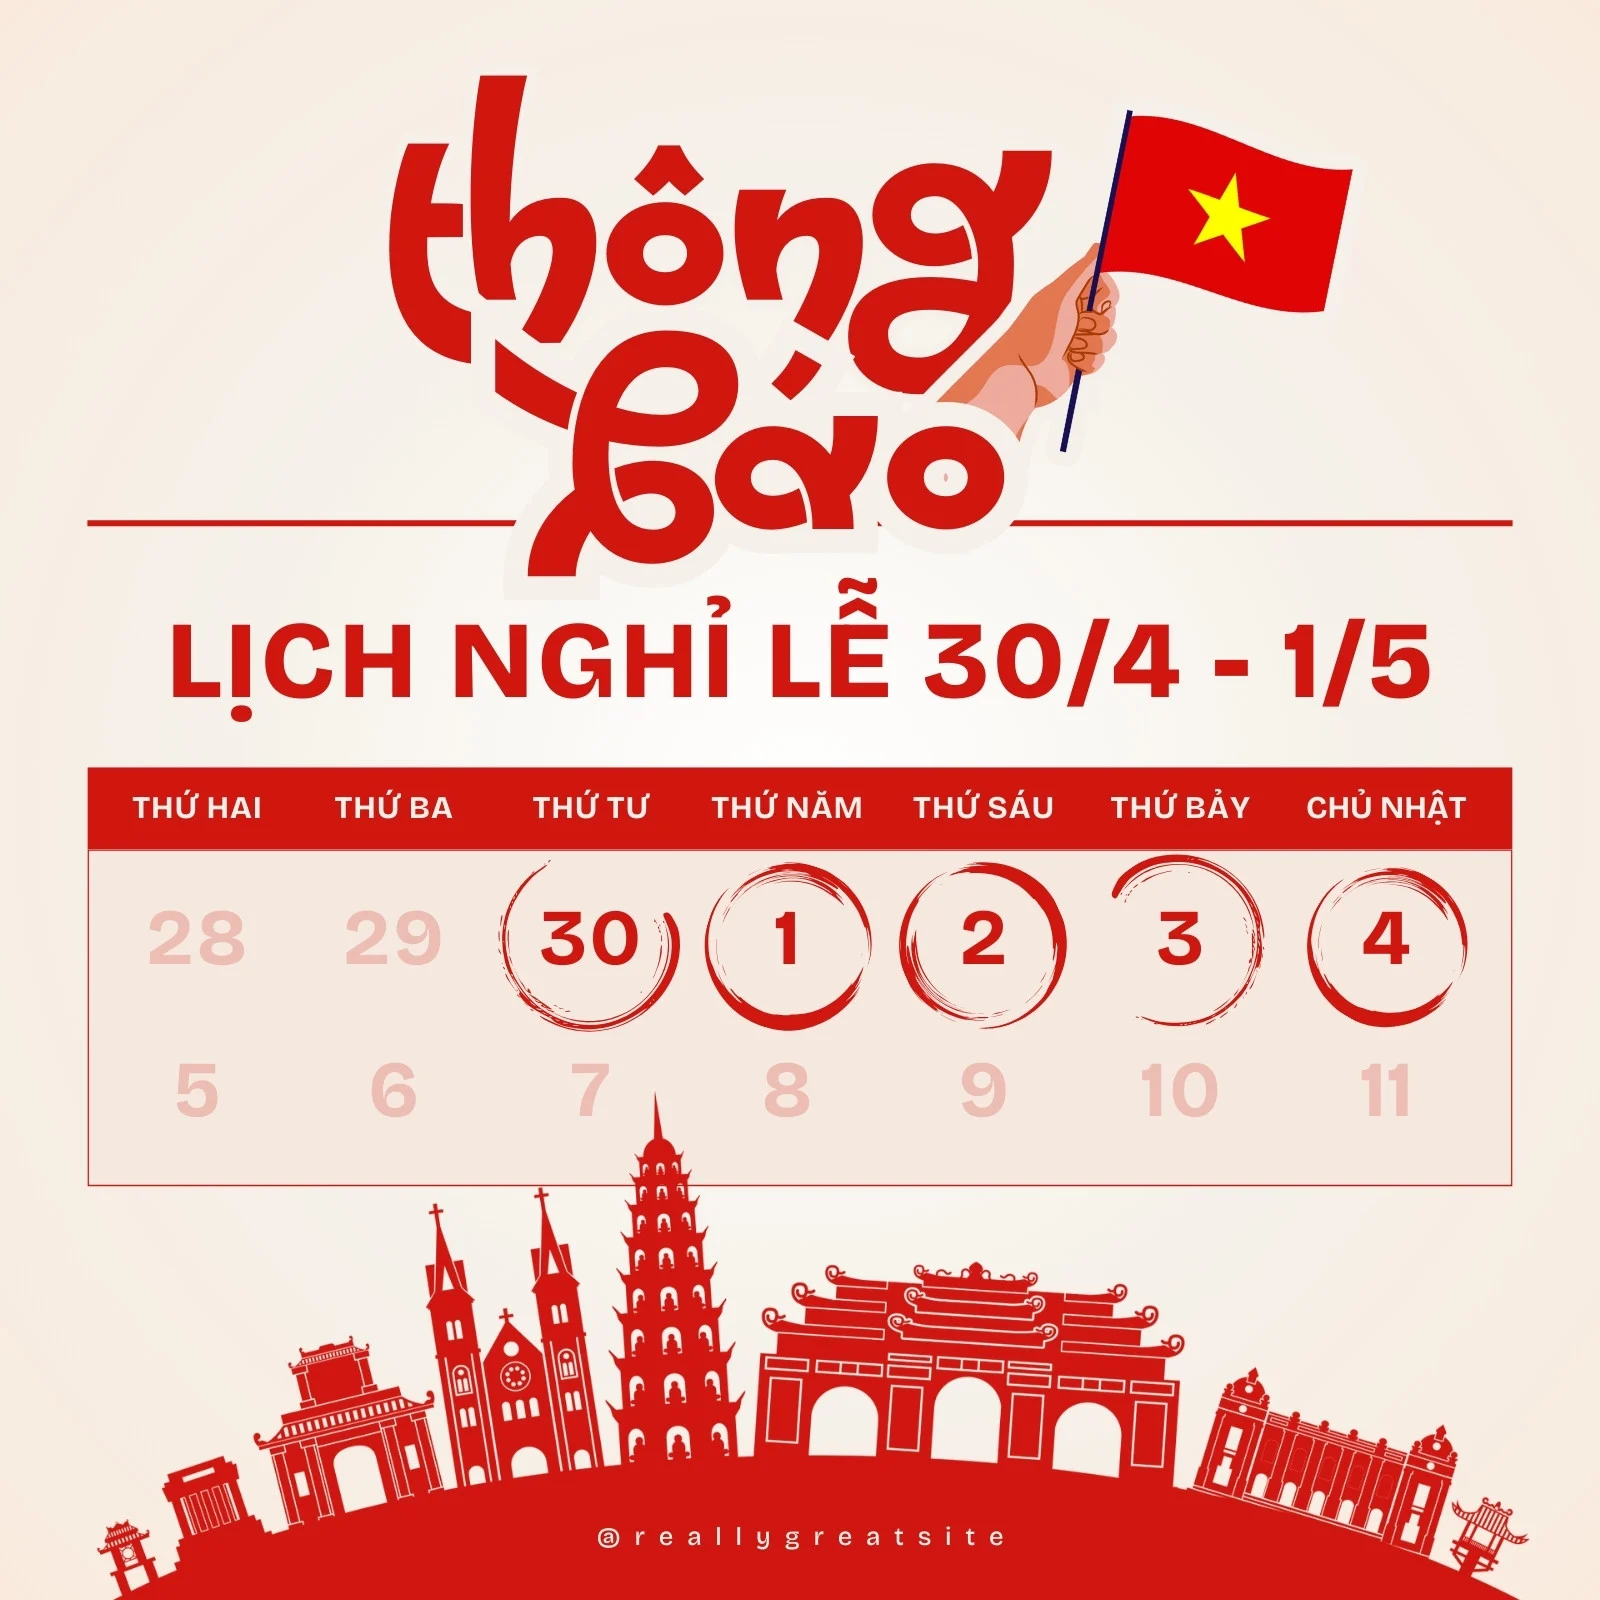 thông
báo
LỊCH NGHỈ LỄ 30/4 - 1/5
THỨ HAI THỨ BA THỨ TƯ THỨ NĂM THỨ SÁU THỨ BẢY CHỦ NHẬT
28 29 30 1 2 3 4
5 6 7 8 9 10 11
@reallygreatsite